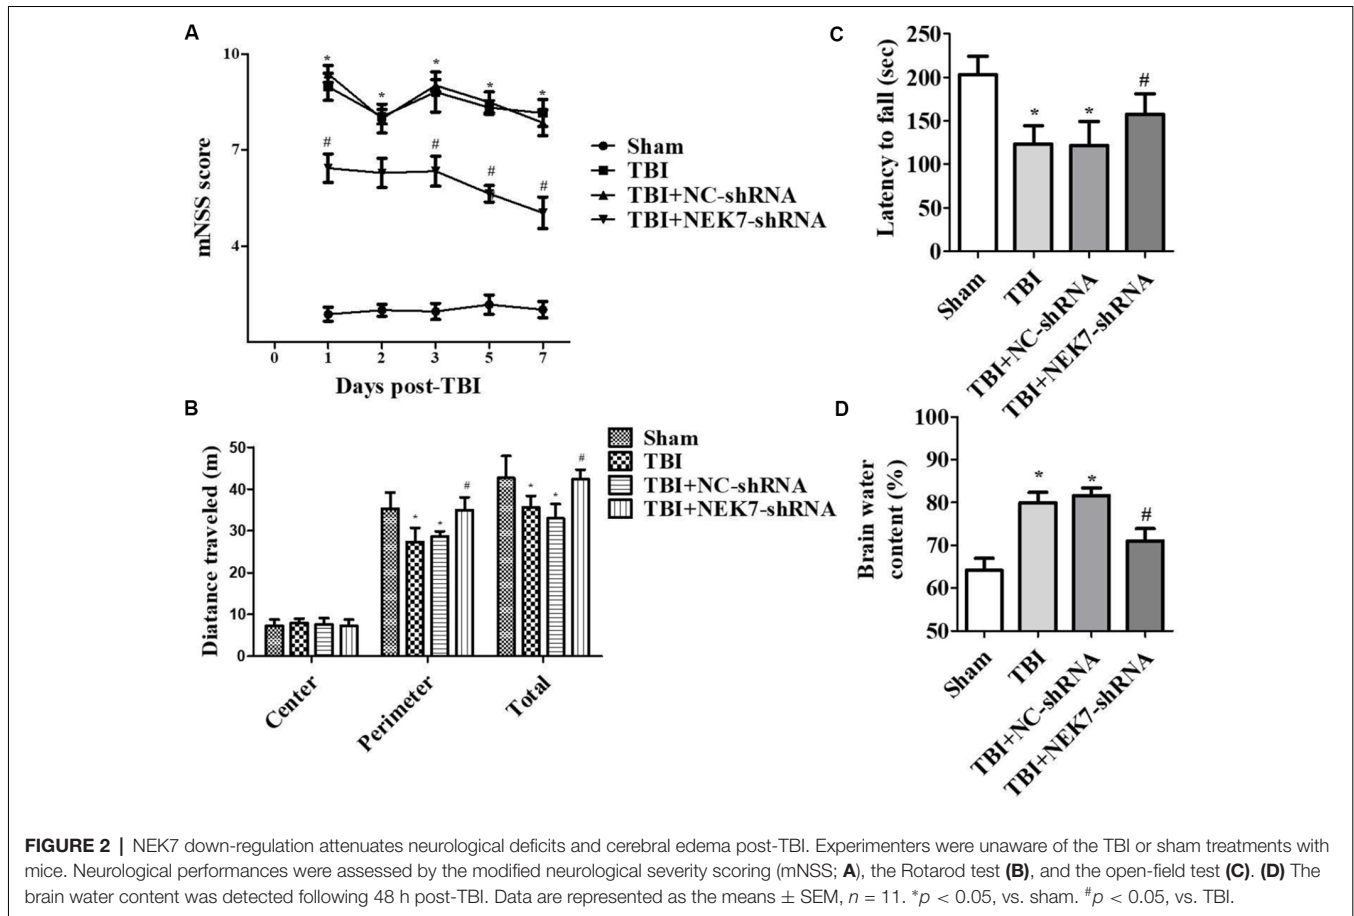 A
10
7
4
mNSS score
* * * * *
# # # #
0 1 2 3 5 7
Days post-TBI
Sham
TBI
TBI+NC-shRNA
TBI+NEK7-shRNA
B
50
40
30
20
10
0
Diatance traveled (m)
* * #
* * #
Center
Perimeter
Total
Sham
TBI
TBI+NC-shRNA
TBI+NEK7-shRNA
C
250
200
150
100
50
0
Latency to fall (sec)
* * #
Sham
TBI
TBI+NC-shRNA
TBI+NEK7-shRNA
D
100
90
80
70
60
50
Brain water
content (%)
* * #
Sham
TBI
TBI+NC-shRNA
TBI+NEK7-shRNA
FIGURE 2 | NEK7 down-regulation attenuates neurological deficits and cerebral edema post-TBI. Experimenters were unaware of the TBI or sham treatments with
mice. Neurological performances were assessed by the modified neurological severity scoring (mNSS; A), the Rotarod test (B), and the open-field test (C). (D) The
brain water content was detected following 48 h post-TBI. Data are represented as the means ± SEM, n = 11. *p < 0.05, vs. sham. #p < 0.05, vs. TBI.